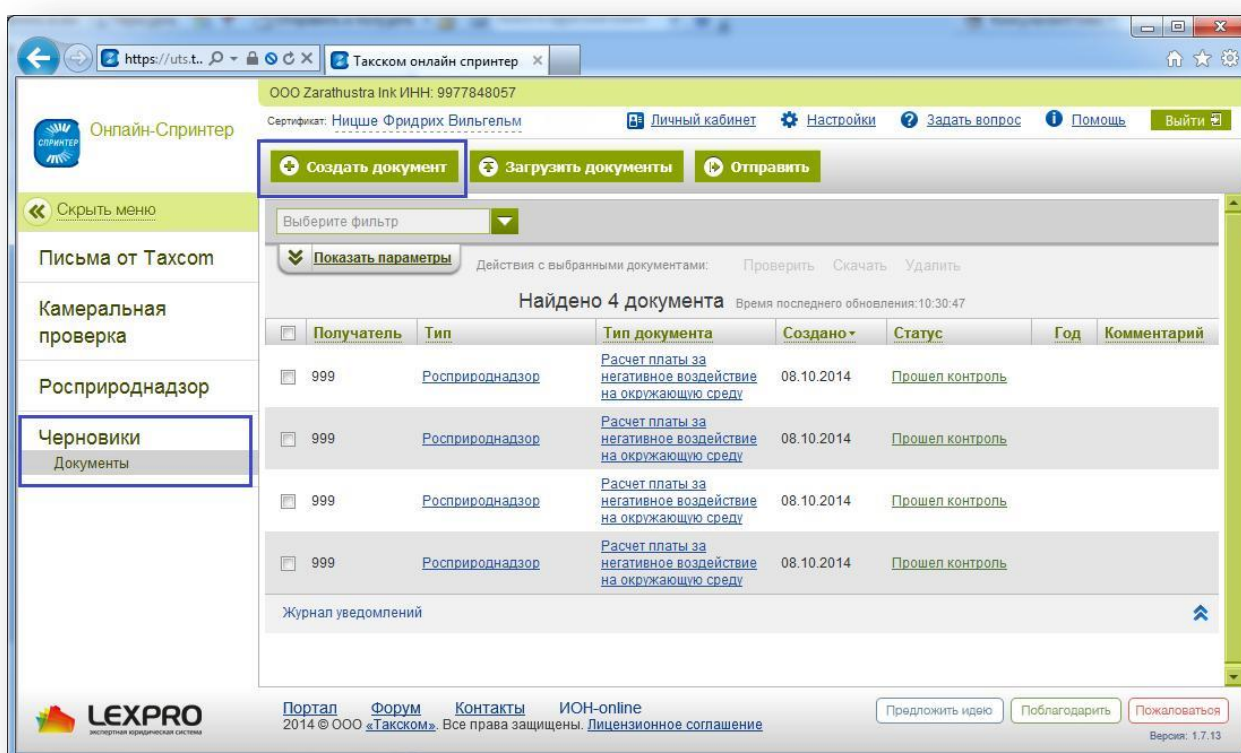 https://uts.t..
Такском онлайн спринтер
ООО Zarathustra Ink ИНН: 9977848057
СПРИНТЕР
Онлайн-Спринтер
Сертификат: Ницше Фридрих Вильгельм
Личный кабинет
Настройки
Задать вопрос
Помощь
Выйти
Создать документ
Загрузить документы
Отправить
Скрыть меню
Письма от Taxcom
Камеральная
проверка
Росприроднадзор
Черновики
Документы
Выберите фильтр
Показать параметры
Действия с выбранными документами: Проверить Скачать Удалить
Найдено 4 документа Время последнего обновления:10:30:47
Получатель Тип Тип документа Создано Статус Год Комментарий
Расчет платы за
999 Росприроднадзор негативное воздействие 08.10.2014 Прошел контроль
на окружающую среду
Расчет платы за
999 Росприроднадзор негативное воздействие 08.10.2014 Прошел контроль
на окружающую среду
Расчет платы за
999 Росприроднадзор негативное воздействие 08.10.2014 Прошел контроль
на окружающую среду
Расчет платы за
999 Росприроднадзор негативное воздействие 08.10.2014 Прошел контроль
на окружающую среду
Журнал уведомлений
LEXPRO
экспертная юридическая система
Портал Форум Контакты ИОН-online
2014 © ООО «Такском». Все права защищены. Лицензионное соглашение
Предложить идею
Поблагодарить
Пожаловаться
Версия: 1.7.13